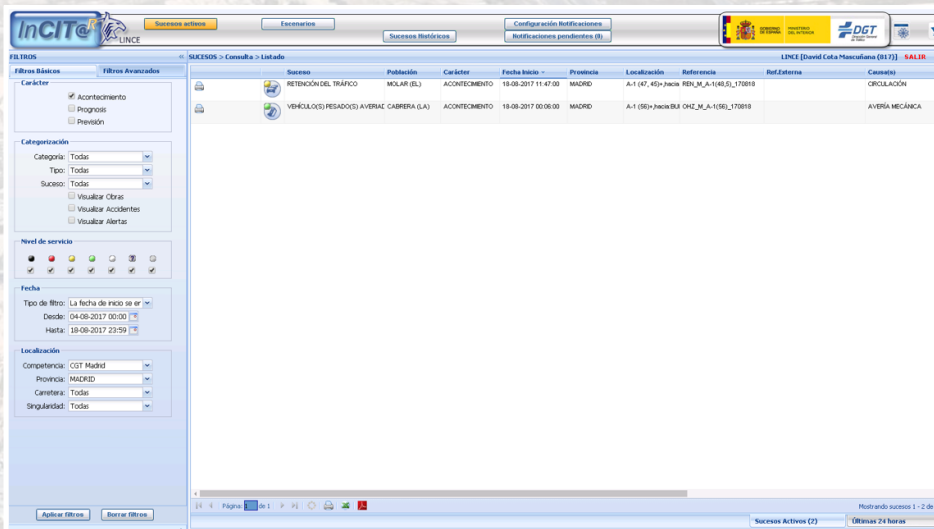 InCITaR LINCE
Sucesos activos
Escenarios
Configuración Notificaciones
Sucesos Históricos
Notificaciones pendientes (0)
GOBIERNO DE ESPAÑA
MINISTERIO DEL INTERIOR
DGT
Dirección General de Tráfico
FILTROS «
SUCESOS > Consulta > Listado
LINCE [David Cota Mascuñana (817)] SALIR
Filtros Básicos Filtros Avanzados
Carácter
Acontecimiento
Prognosis
Previsión
Categorización
Categoría: Todas
Tipo: Todas
Suceso: Todas
Visualizar Obras
Visualizar Accidentes
Visualizar Alertas
Nivel de servicio
?
Fecha
Tipo de filtro: La fecha de inicio se er
Desde: 04-08-2017 00:00
Hasta: 18-08-2017 23:59
Localización
Competencia: CGT Madrid
Provincia: MADRID
Carretera: Todas
Singularidad: Todas
Aplicar filtros Borrar filtros
Suceso Población Carácter Fecha Inicio Provincia Localización Referencia Ref.Externa Causa(s)
RETENCIÓN DEL TRÁFICO MOLAR (EL) ACONTECIMIENTO 18-08-2017 11:47:00 MADRID A-1 (47, 45)+,hacia REN_M_A-1(48,5)_170818 CIRCULACIÓN
VEHÍCULO(S) PESADO(S) AVERIAD CABRERA (LA) ACONTECIMIENTO 18-08-2017 00:06:00 MADRID A-1 (56)+,hacia:BUI OHZ_M_A-1(56)_170818 AVERÍA MECÁNICA
Página: 1 de 1
Mostrando sucesos 1 - 2 de
Sucesos Activos (2) Últimas 24 horas